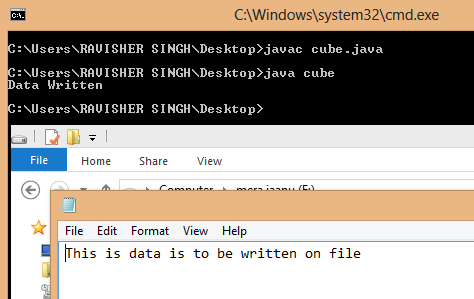 C:\Windows\system32\cmd.exe
C:\Users\RAVISHER SINGH\Desktop>javac cube.java
C:\Users\RAVISHER SINGH\Desktop>java cube
Data Written
C:\Users\RAVISHER SINGH\Desktop>
File Home Share View
Computer
File Edit Format View Help
This is data is to be written on file